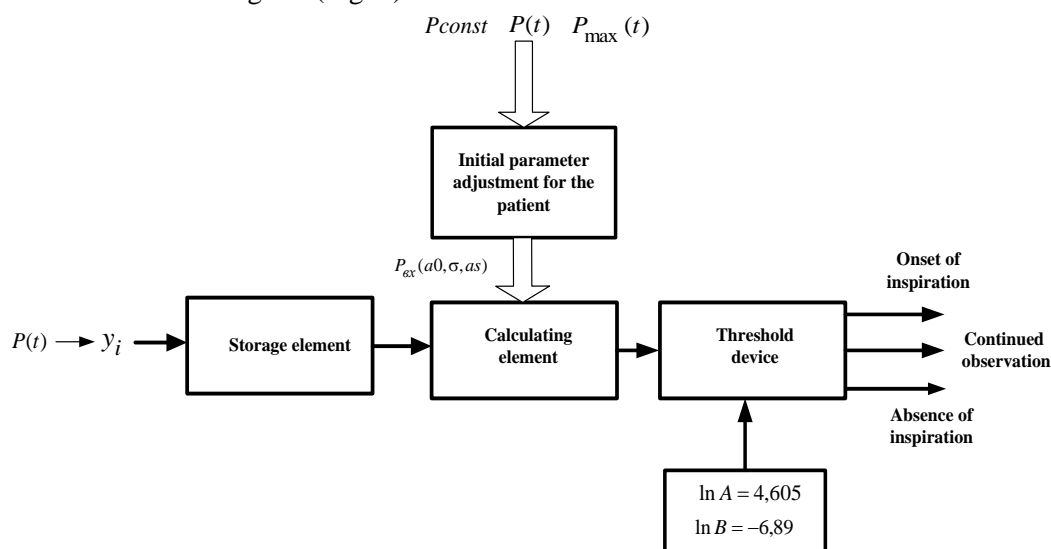 Pconst P(t) P_max (t)
Initial parameter
adjustment for the
patient
P_вх (a0,σ,as)
Onset of
inspiration
P(t) → y_i
Storage element
Calculating
element
Threshold
device
Continued
observation
Absence of
inspiration
ln A = 4,605
ln B = −6,89